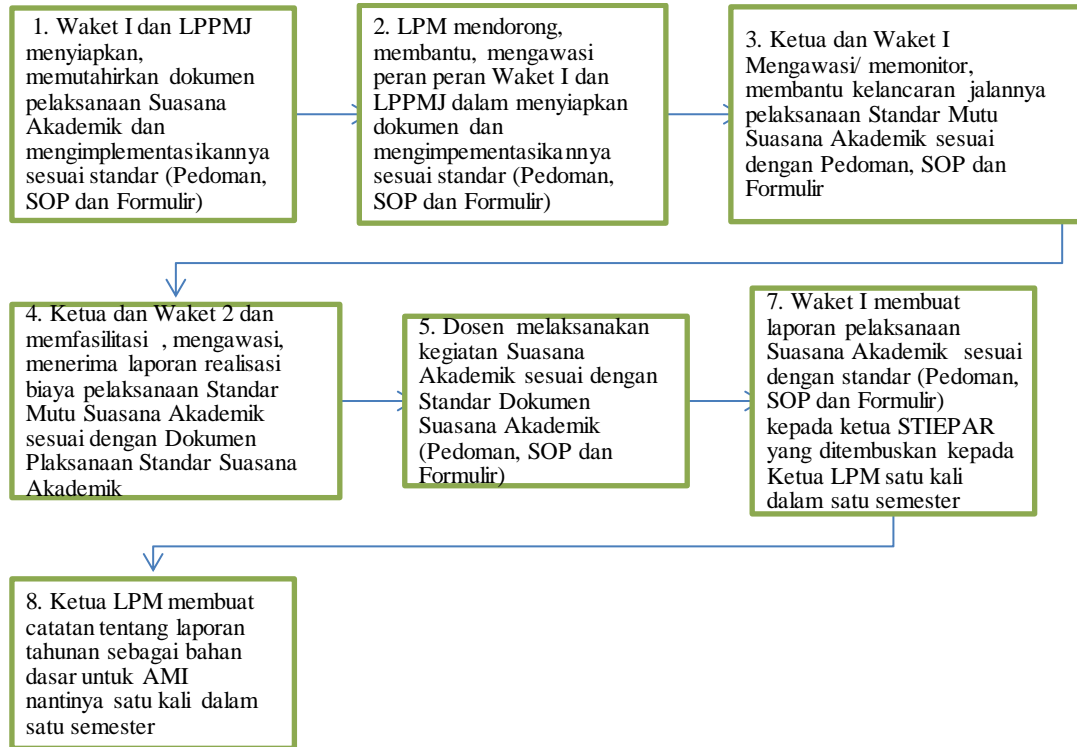 1. Waket I dan LPPMJ
menyiapkan,
memutahirkan dokumen
pelaksanaan Suasana
Akademik dan
mengimplementasikannya
sesuai standar (Pedoman,
SOP dan Formulir)
2. LPM mendorong,
membantu, mengawasi
peran peran Waket I dan
LPPMJ dalam menyiapkan
dokumen dan
mengimpementasikannya
sesuai standar (Pedoman,
SOP dan Formulir)
3. Ketua dan Waket I
Mengawasi/ memonitor,
membantu kelancaran jalannya
pelaksanaan Standar Mutu
Suasana Akademik sesuai
dengan Pedoman, SOP dan
Formulir
4. Ketua dan Waket 2 dan
memfasilitasi , mengawasi,
menerima laporan realisasi
biaya pelaksanaan Standar
Mutu Suasana Akademik
sesuai dengan Dokumen
Plaksanaan Standar Suasana
Akademik
5. Dosen melaksanakan
kegiatan Suasana
Akademik sesuai dengan
Standar Dokumen
Suasana Akademik
(Pedoman, SOP dan
Formulir)
7. Waket I membuat
laporan pelaksanaan
Suasana Akademik sesuai
dengan standar (Pedoman,
SOP dan Formulir)
kepada ketua STIEPAR
yang ditembuskan kepada
Ketua LPM satu kali
dalam satu semester
8. Ketua LPM membuat
catatan tentang laporan
tahunan sebagai bahan
dasar untuk AMI
nantinya satu kali dalam
satu semester